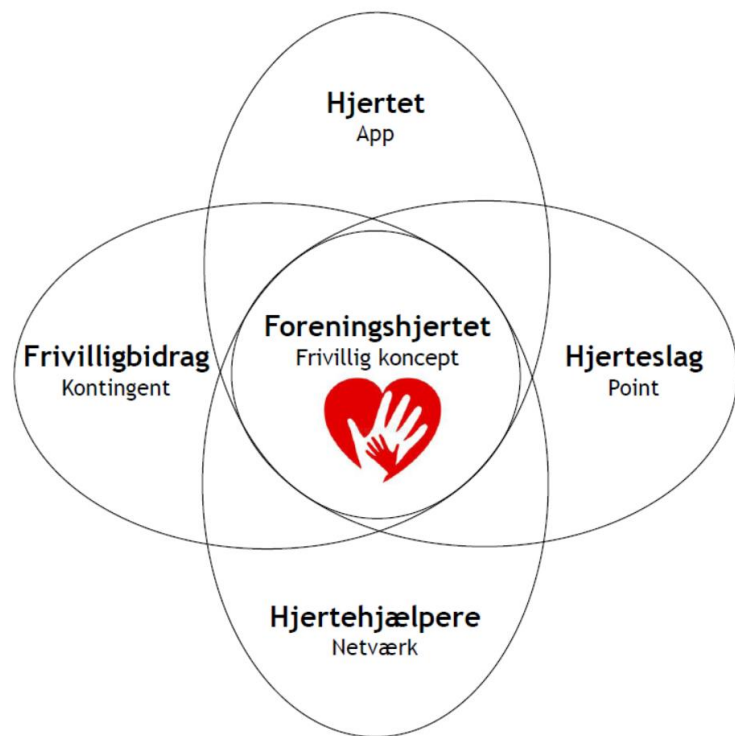 Hjertet
App
Foreningshjertet
Frivillig koncept
Frivilligbidrag
Kontingent
Hjerteslag
Point
Hjertehjælpere
Netværk